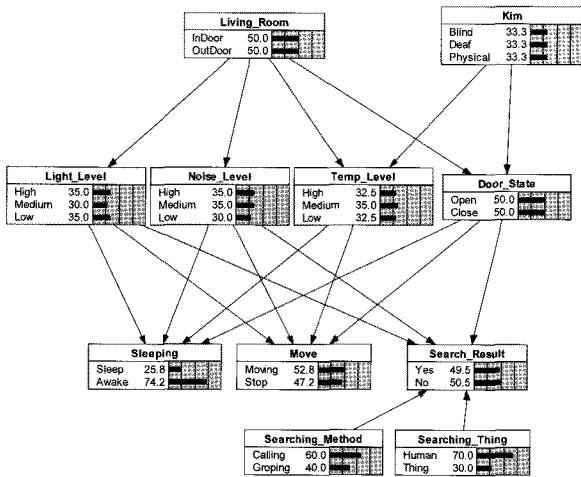 Living_Room
InDoor 50.0
OutDoor 50.0
Kim
Blind 33.3
Deaf 33.3
Physical 33.3
Light_Level
High 35.0
Medium 30.0
Low 35.0
Noise_Level
High 35.0
Medium 35.0
Low 30.0
Temp_Level
High 32.5
Medium 35.0
Low 32.5
Door_State
Open 50.0
Close 50.0
Sleeping
Sleep 25.8
Awake 74.2
Move
Moving 52.8
Stop 47.2
Search_Result
Yes 49.5
No 50.5
Searching_Method
Calling 60.0
Groping 40.0
Searching_Thing
Human 70.0
Thing 30.0